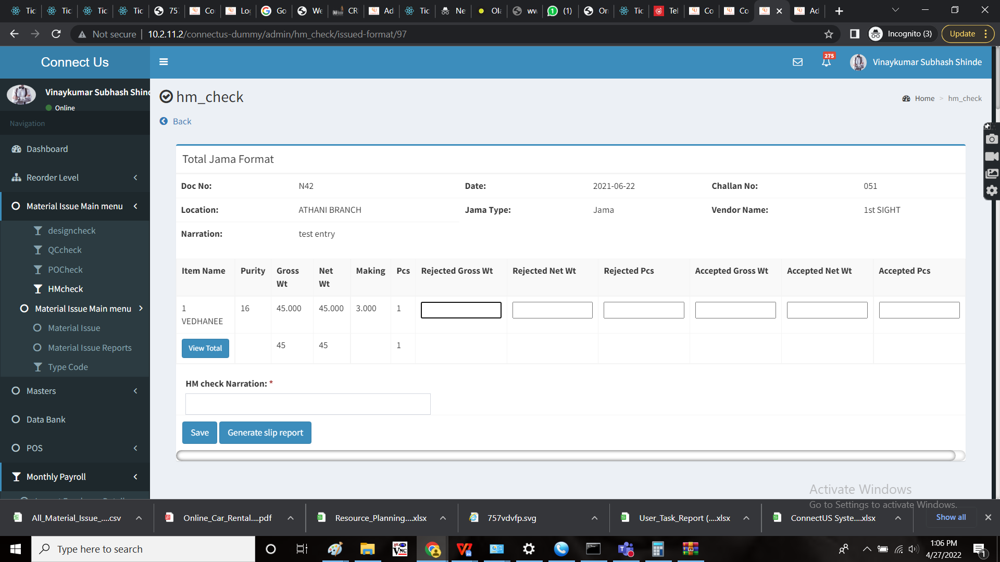 Tic
Tic
Tic
Tic
757
Co
Log
Go
We
CR
Ad
Tic
Ne
Ola
ww
(1)
On
Tic
Tel
Co
Co
Ad
Not secure
10.2.11.2/connectus-dummy/admin/hm_check/issued-format/97
Incognito (3)
Update
Connect Us
275
Vinaykumar Subhash Shinde
Vinaykumar Subhash Shind
Online
Navigation
Dashboard
Reorder Level
Material Issue Main menu
designcheck
QCcheck
POCheck
HMcheck
Material Issue Main menu
Material Issue
Material Issue Reports
Type Code
Masters
Data Bank
POS
Monthly Payroll
hm_check
Home > hm_check
Back
Total Jama Format
Doc No: N42 Date: 2021-06-22 Challan No: 051
Location: ATHANI BRANCH Jama Type: Jama Vendor Name: 1st SIGHT
Narration: test entry
Item Name Purity Gross Wt Net Wt Making Pcs Rejected Gross Wt Rejected Net Wt Rejected Pcs Accepted Gross Wt Accepted Net Wt Accepted Pcs
1 VEDHANEE 16 45.000 45.000 3.000 1
View Total 45 45 1
HM check Narration: *
Save
Generate slip report
Activate Windows
Go to Settings to activate Windows.
All_Material_Issue_....csv
Online_Car_Rental....pdf
Resource_Planning....xlsx
757vdvfp.svg
User_Task_Report (....xlsx
ConnectUS Syste....xlsx
Show all
Type here to search
VNC
1:06 PM
4/27/2022
1